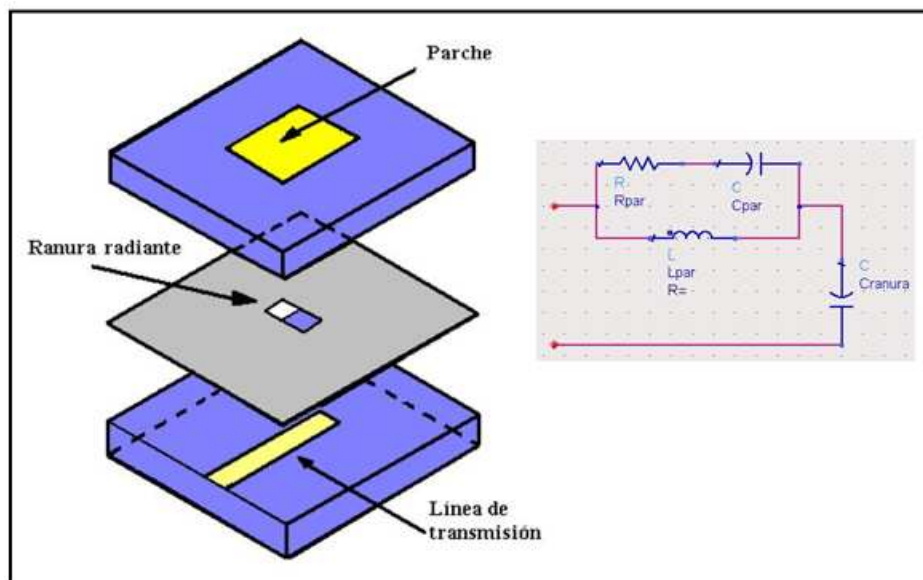 Parche
Ranura radiante
Línea de
transmisión
R
Rpar
C
Cpar
L
Lpar
R=
C
Cranura